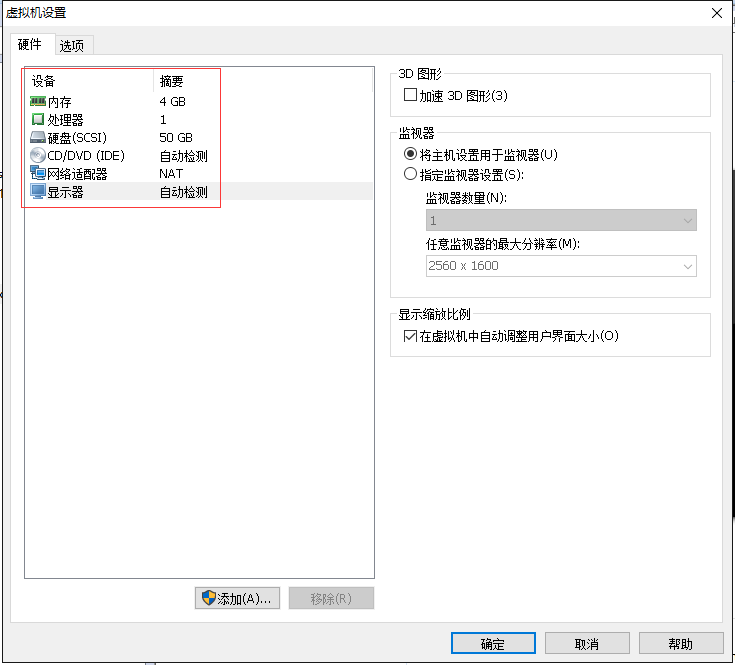 虚拟机设置
硬件 选项
设备 摘要
内存 4 GB
处理器 1
硬盘(SCSI) 50 GB
CD/DVD (IDE) 自动检测
网络适配器 NAT
显示器 自动检测
添加(A)... 移除(R)
3D 图形
加速 3D 图形(3)
监视器
将主机设置用于监视器(U)
指定监视器设置(S):
监视器数量(N):
1
任意监视器的最大分辨率(M):
2560 x 1600
显示缩放比例
在虚拟机中自动调整用户界面大小(O)
确定 取消 帮助